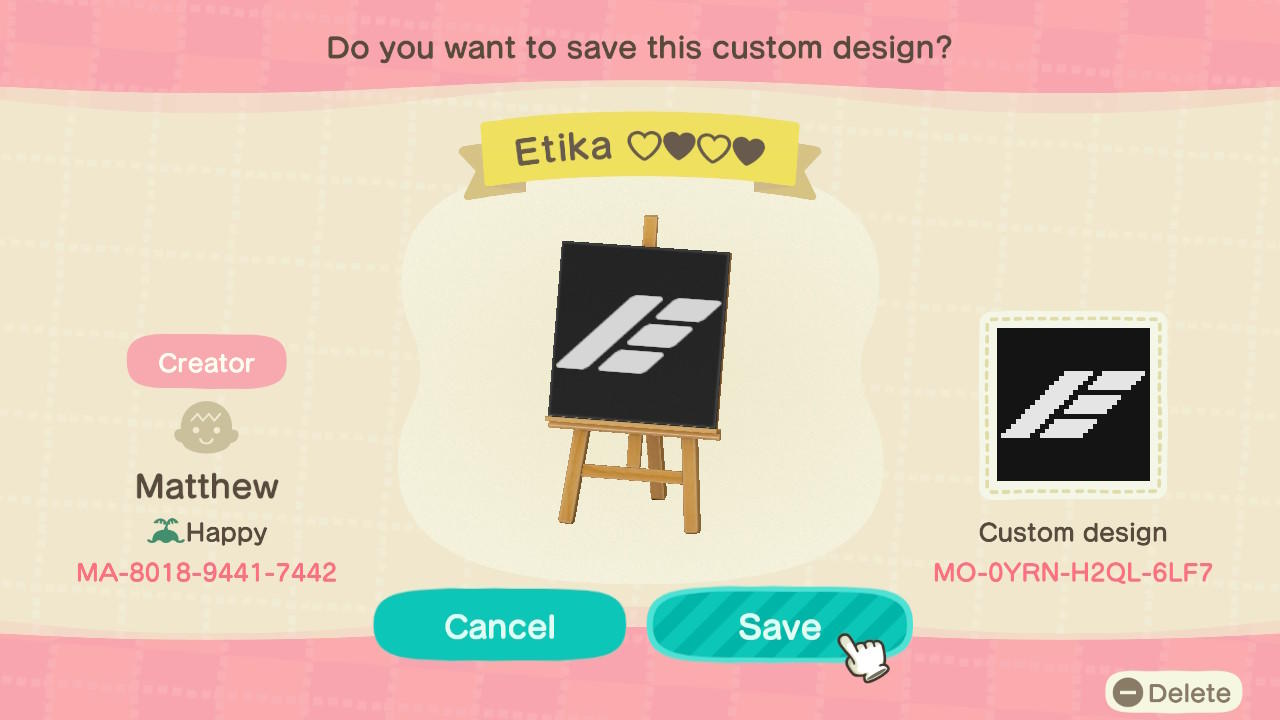 Do you want to save this custom design?
Etika ♡♥♡♥
Creator
Matthew
Happy
MA-8018-9441-7442
Custom design
MO-0YRN-H2QL-6LF7
Cancel
Save
Delete